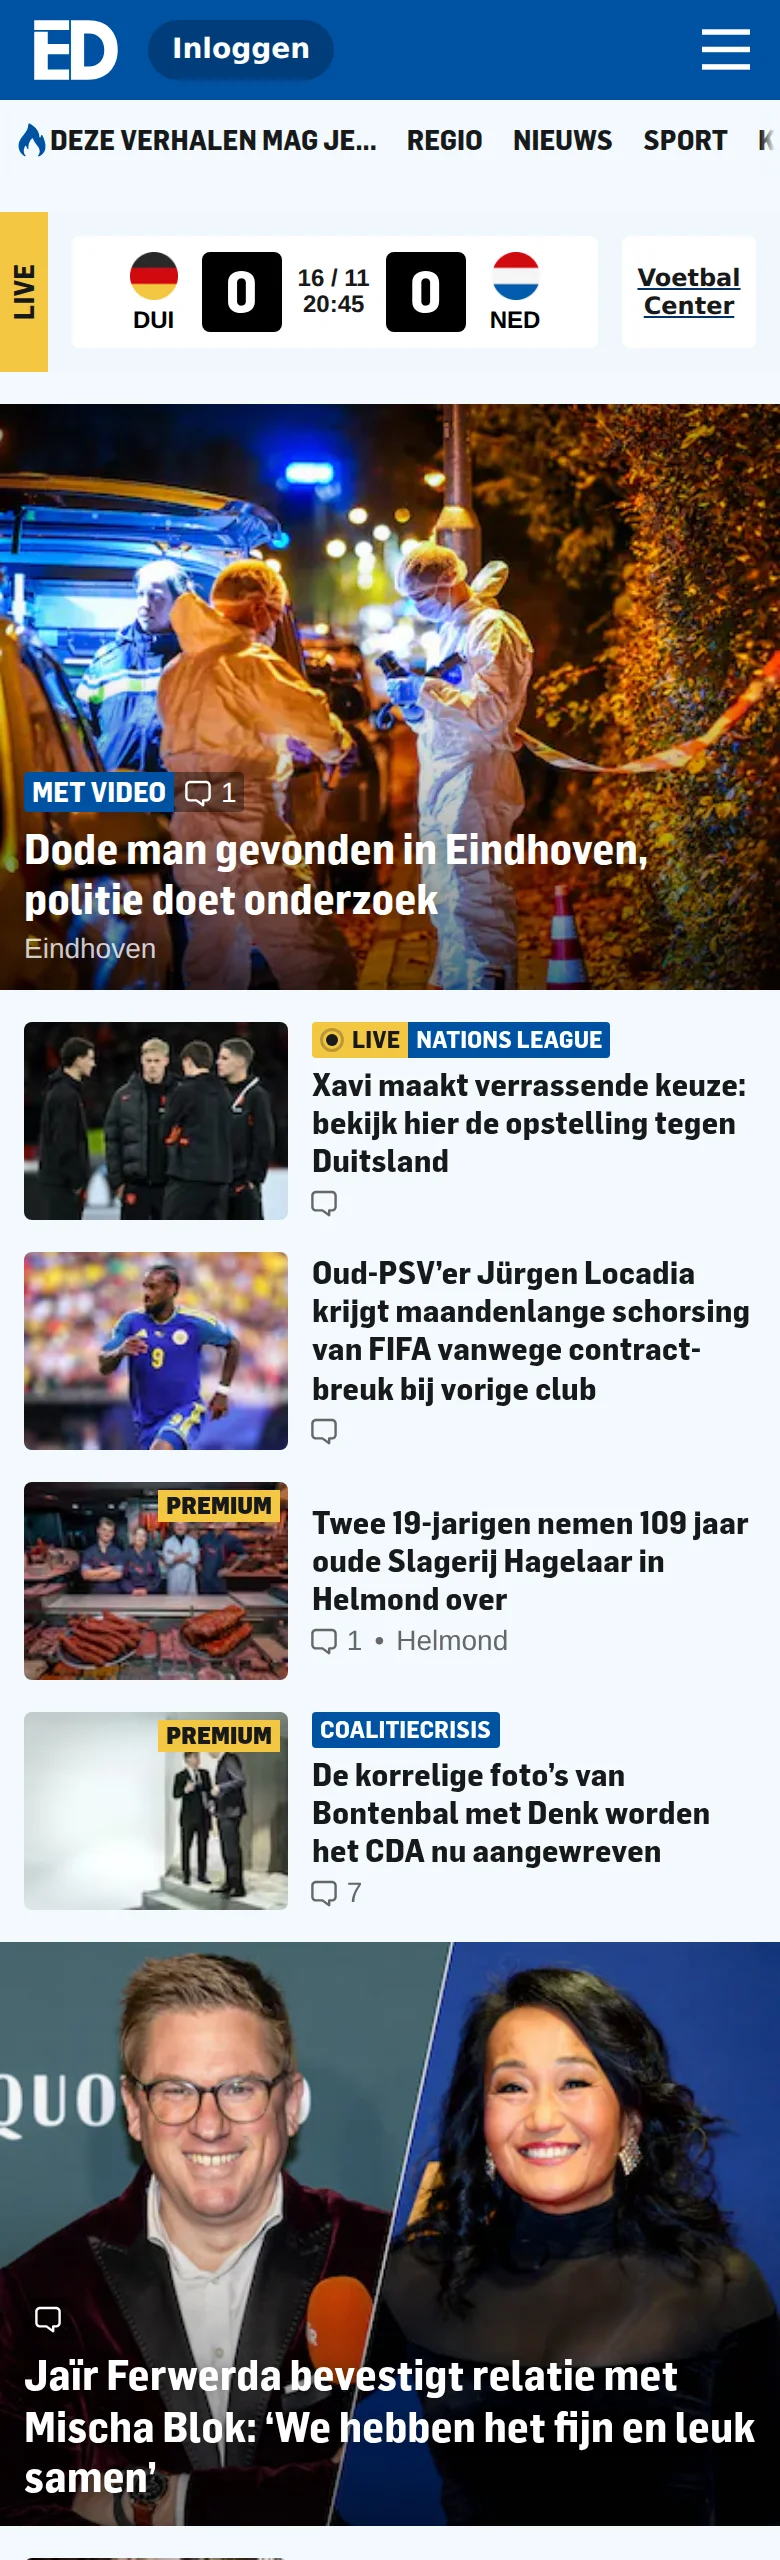 ED Inloggen
DEZE VERHALEN MAG JE... REGIO NIEUWS SPORT
LIVE
DUI 0 16 / 11 0 NED
20:45
Voetbal
Center
MET VIDEO 1
Dode man gevonden in Eindhoven,
politie doet onderzoek
Eindhoven
LIVE NATIONS LEAGUE
Xavi maakt verrassende keuze:
bekijk hier de opstelling tegen
Duitsland
9
Oud-PSV’er Jürgen Locadia
krijgt maandenlange schorsing
van FIFA vanwege contract-
breuk bij vorige club
PREMIUM
Twee 19-jarigen nemen 109 jaar
oude Slagerij Hagelaar in
Helmond over
1 • Helmond
PREMIUM
COALITIECRISIS
De korrelige foto’s van
Bontenbal met Denk worden
het CDA nu aangewreven
7
QUO
Jaïr Ferwerda bevestigt relatie met
Mischa Blok: ‘We hebben het fijn en leuk
samen’